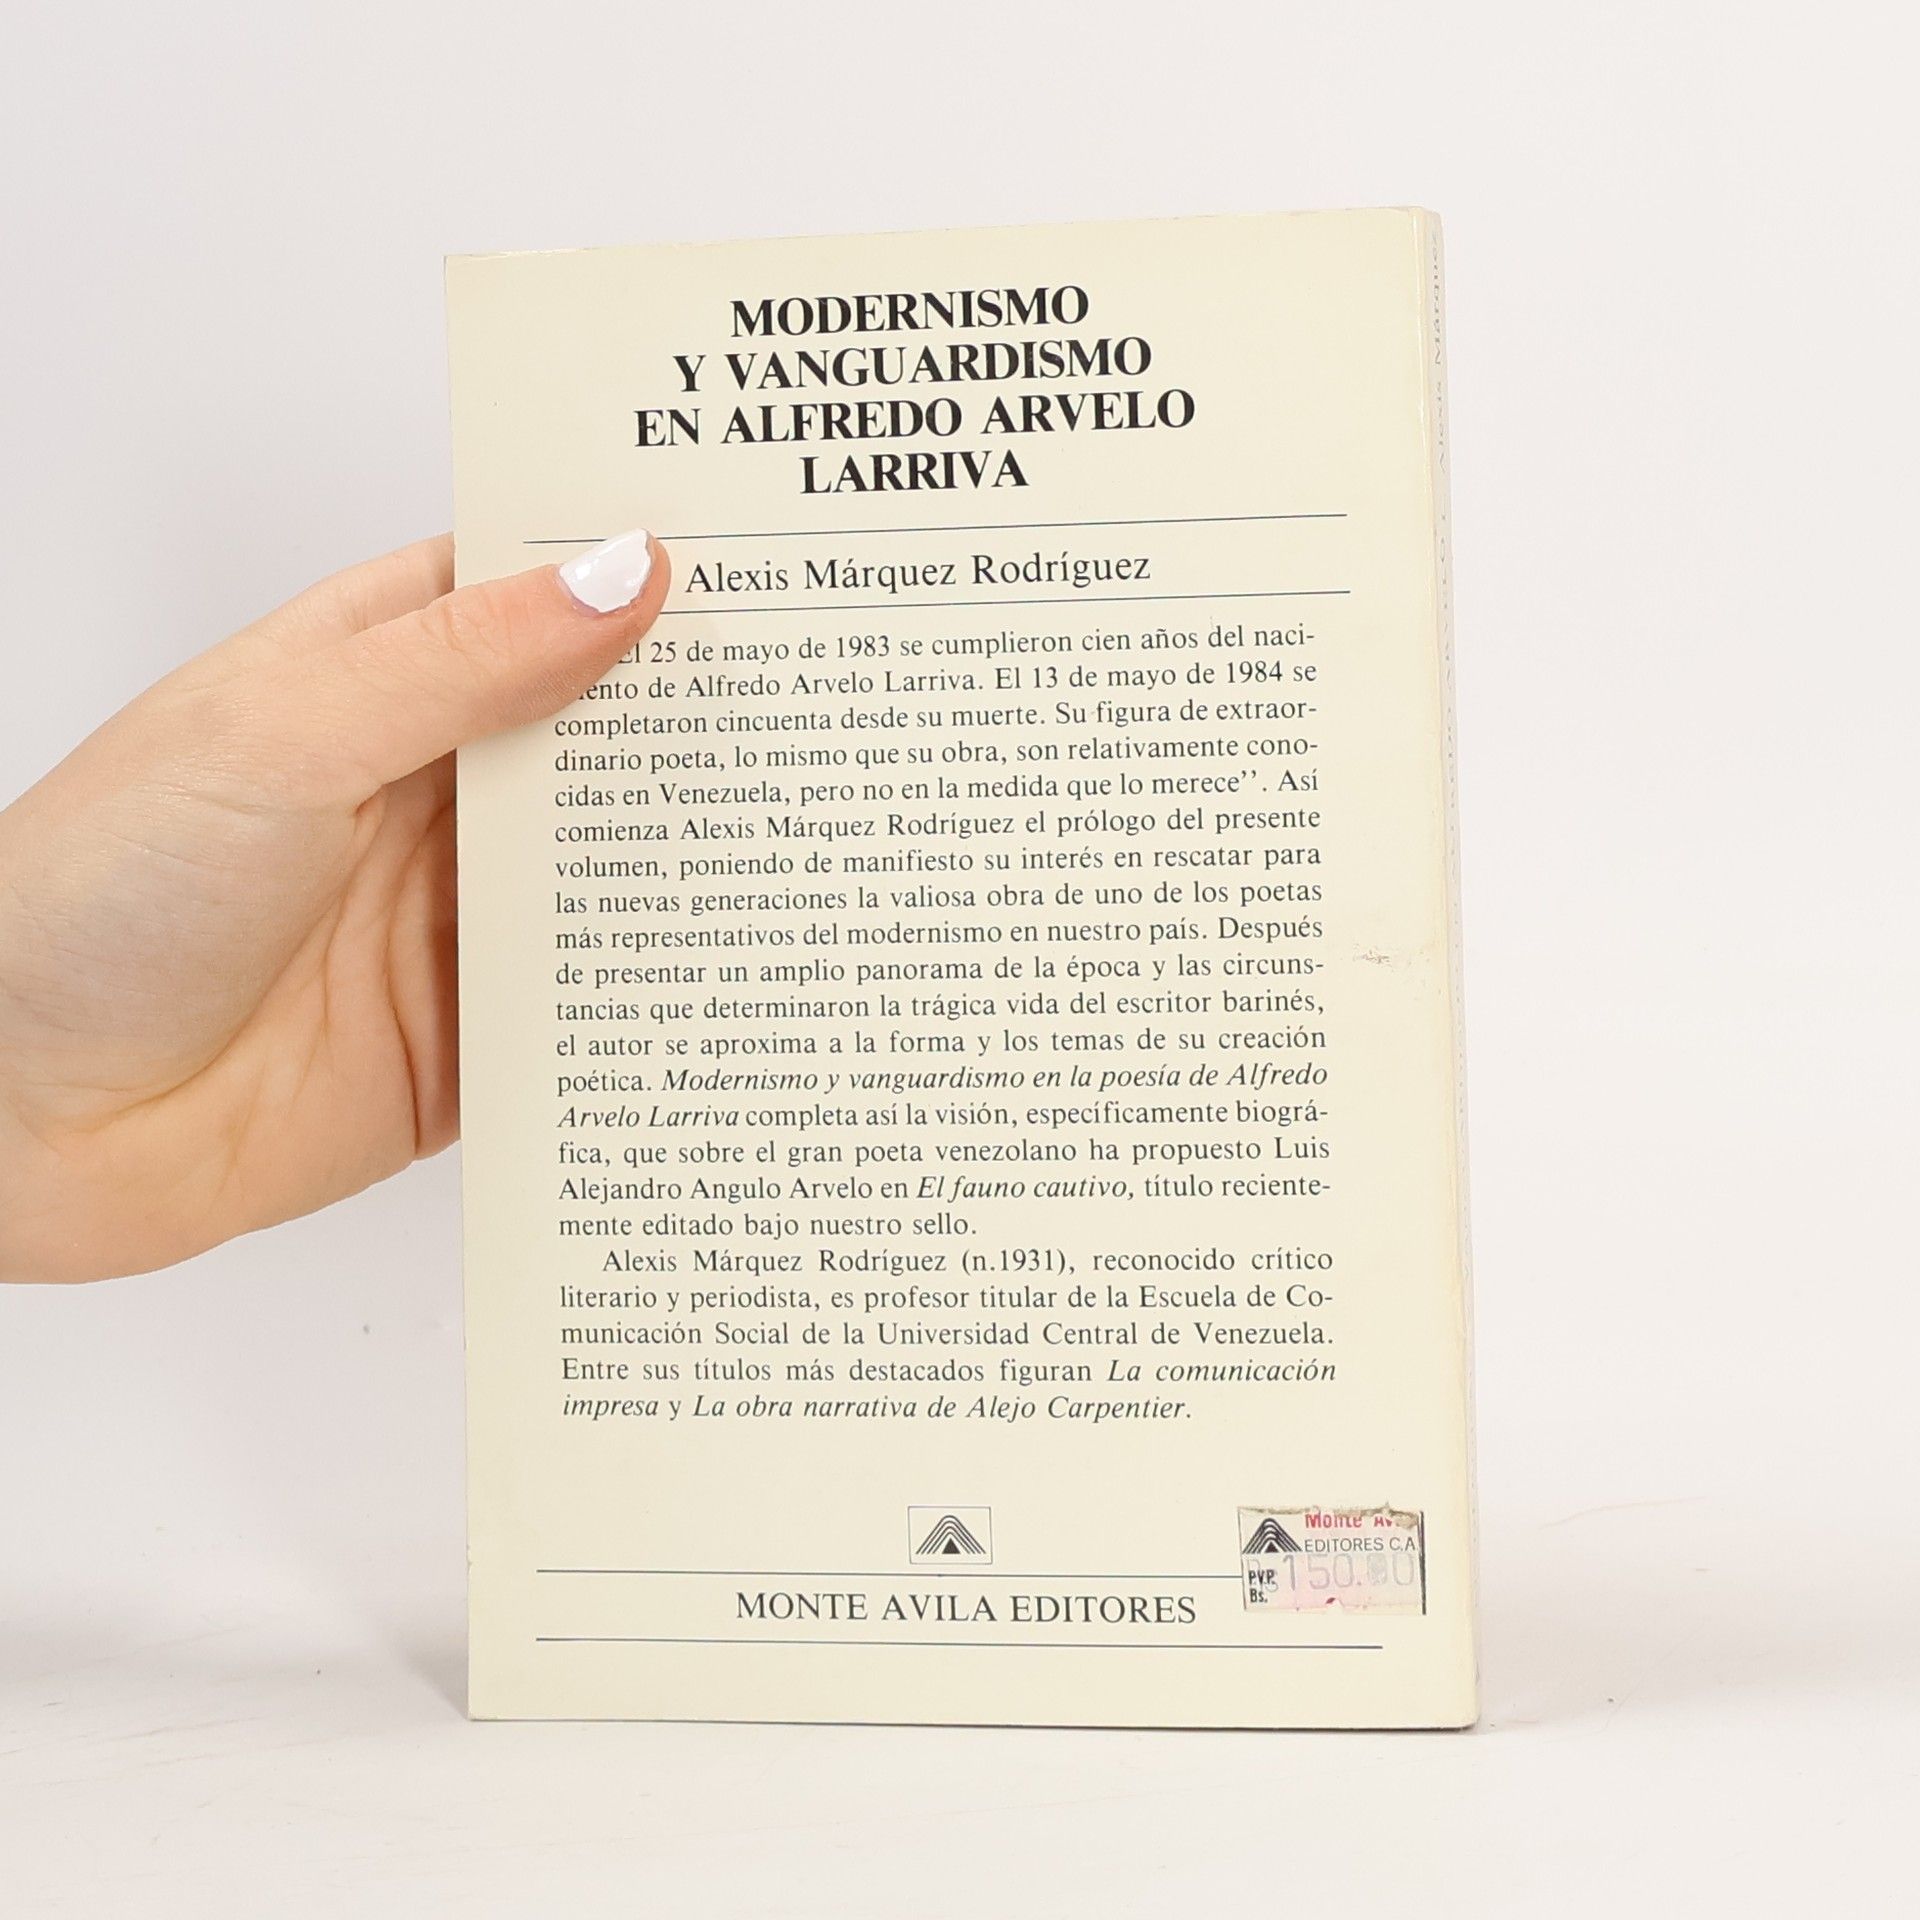 MODERNISMO
Y VANGUARDISMO
EN ALFREDO ARVELO
LARRIVA
Alexis Márquez Rodríguez
25 de mayo de 1983 se cumplieron cien años del naci-
de Alfredo Arvelo Larriva. El 13 de mayo de 1984 se
completaron cincuenta desde su muerte. Su figura de extraor-
dinario poeta, lo mismo que su obra, son relativamente cono-
cidas en Venezuela, pero no en la medida que lo merece’’. Así
comienza Alexis Márquez Rodríguez el prólogo del presente
volumen, poniendo de manifiesto su interés en rescatar para
las nuevas generaciones la valiosa obra de uno de los poetas
más representativos del modernismo en nuestro país. Después
de presentar un amplio panorama de la época y las circuns-
tancias que determinaron la trágica vida del escritor barinés,
el autor se aproxima a la forma y los temas de su creación
poética. Modernismo y vanguardismo en la poesía de Alfredo
Arvelo Larriva completa así la visión, específicamente biográ-
fica, que sobre el gran poeta venezolano ha propuesto Luis
Alejandro Angulo Arvelo en El fauno cautivo, título reciente-
mente editado bajo nuestro sello.
Alexis Márquez Rodríguez (n.1931), reconocido crítico
literario y periodista, es profesor titular de la Escuela de Co-
municación Social de la Universidad Central de Venezuela.
Entre sus títulos más destacados figuran La comunicación
impresa y La obra narrativa de Alejo Carpentier.
MONTE AVILA EDITORES
Monte
EDITORES C.A
P.V.P.
Bs.
150.00
Alexis Márquez